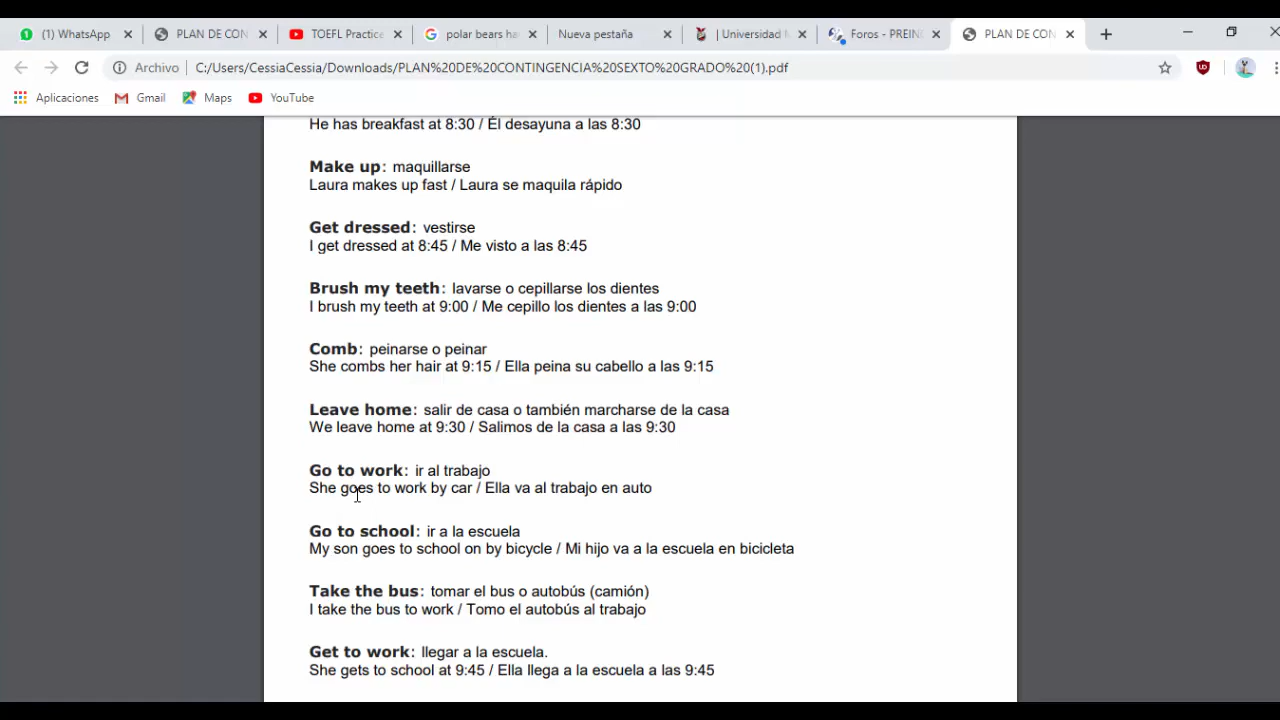 (1) WhatsApp
PLAN DE CON
TOEFL Practice
polar bears ha
Nueva pestaña
| Universidad
Foros - PREIN
PLAN DE CON
Archivo
C:/Users/CessiaCessia/Downloads/PLAN%20DE%20CONTINGENCIA%20SEXTO%20GRADO%20(1).pdf
Aplicaciones
Gmail
Maps
YouTube
He has breakfast at 8:30 / Él desayuna a las 8:30
Make up: maquillarse
Laura makes up fast / Laura se maquila rápido
Get dressed: vestirse
I get dressed at 8:45 / Me visto a las 8:45
Brush my teeth: lavarse o cepillarse los dientes
I brush my teeth at 9:00 / Me cepillo los dientes a las 9:00
Comb: peinarse o peinar
She combs her hair at 9:15 / Ella peina su cabello a las 9:15
Leave home: salir de casa o también marcharse de la casa
We leave home at 9:30 / Salimos de la casa a las 9:30
Go to work: ir al trabajo
She goes to work by car / Ella va al trabajo en auto
Go to school: ir a la escuela
My son goes to school on by bicycle / Mi hijo va a la escuela en bicicleta
Take the bus: tomar el bus o autobús (camión)
I take the bus to work / Tomo el autobús al trabajo
Get to work: llegar a la escuela.
She gets to school at 9:45 / Ella llega a la escuela a las 9:45